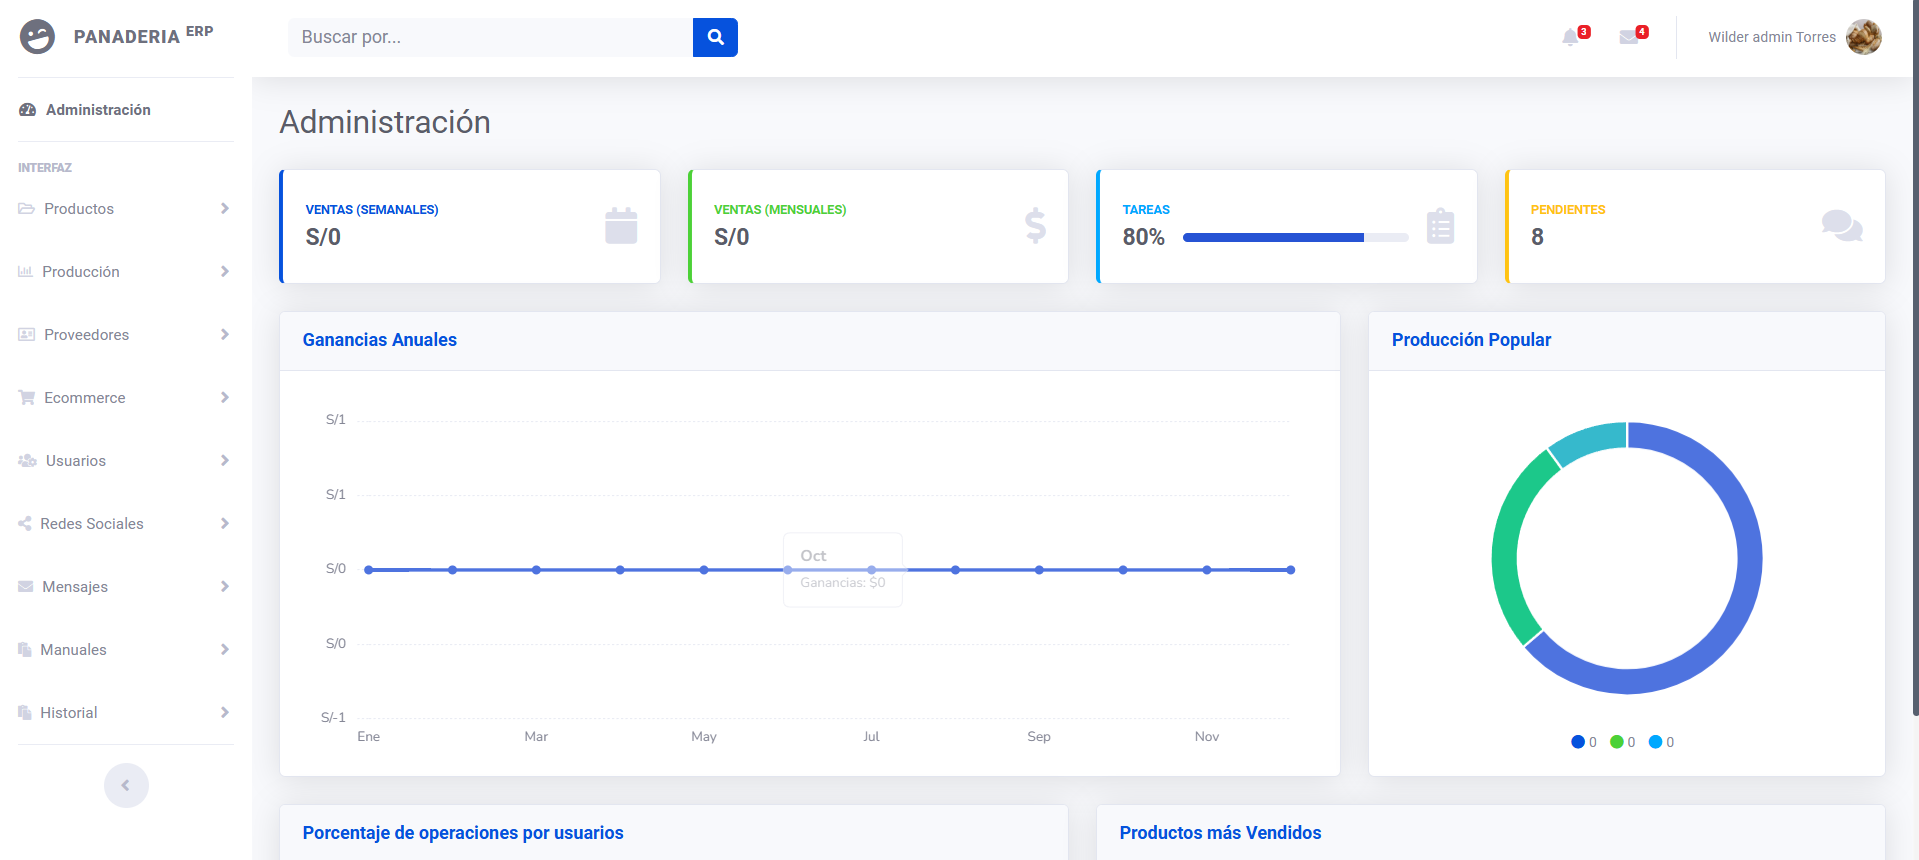 PANADERIA ERP
Buscar por...
3
4
Wilder admin Torres
Administración
INTERFAZ
Productos
Producción
Proveedores
Ecommerce
Usuarios
Redes Sociales
Mensajes
Manuales
Historial
Administración
VENTAS (SEMANALES)
S/0
VENTAS (MENSUALES)
S/0
TAREAS
80%
PENDIENTES
8
Ganancias Anuales
S/1
S/1
S/0
S/0
S/-1
Oct
Ganancias: $0
Ene Mar May Jul Sep Nov
Producción Popular
0 0 0
Porcentaje de operaciones por usuarios
Productos más Vendidos